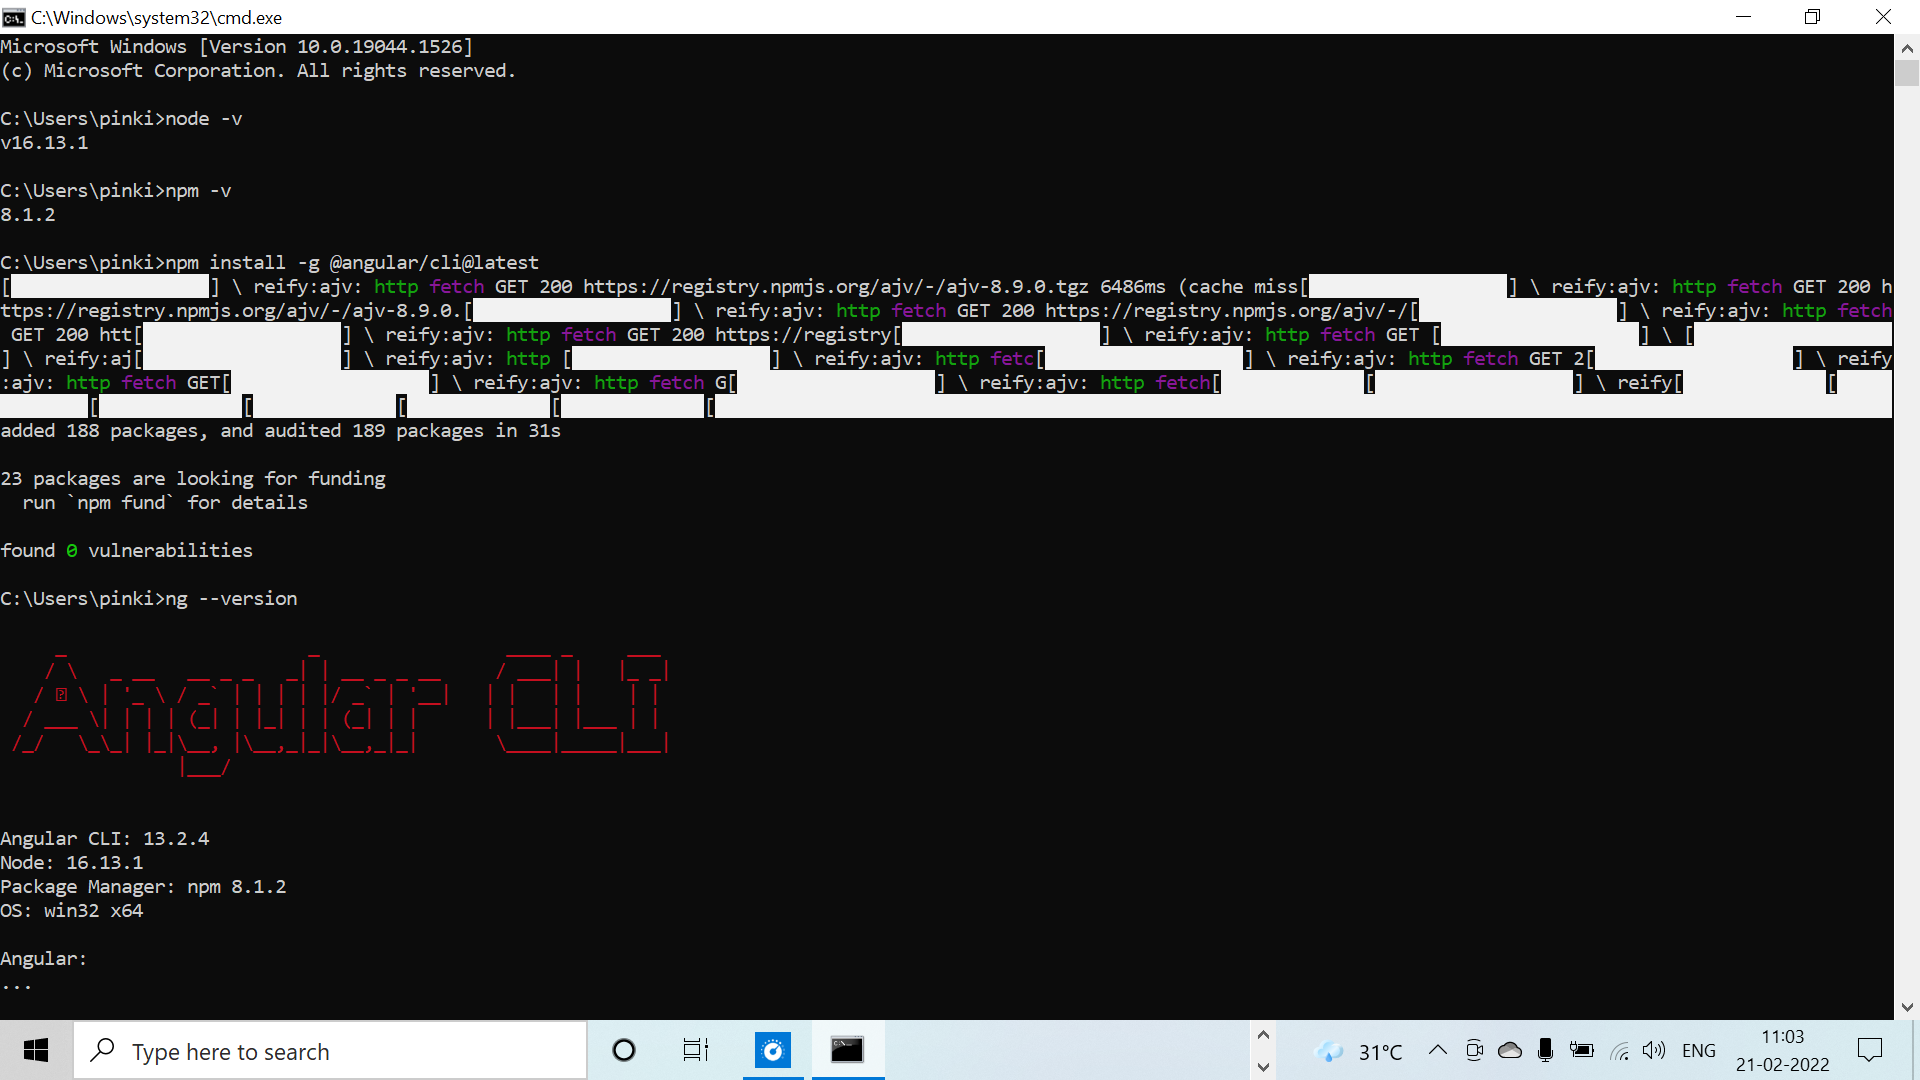 C:\Windows\system32\cmd.exe
Microsoft Windows [Version 10.0.19044.1526]
(c) Microsoft Corporation. All rights reserved.
C:\Users\pinki>node -v
v16.13.1
C:\Users\pinki>npm -v
8.1.2
C:\Users\pinki>npm install -g @angular/cli@latest
[                  ] \ reify:ajv: http fetch GET 200 https://registry.npmjs.org/ajv/-/ajv-8.9.0.tgz 6486ms (cache miss[                  ] \ reify:ajv: http fetch GET 200 h
ttps://registry.npmjs.org/ajv/-/ajv-8.9.0.[                  ] \ reify:ajv: http fetch GET 200 https://registry.npmjs.org/ajv/-/[                  ] \ reify:ajv: http fetch
 GET 200 htt[                  ] \ reify:ajv: http fetch GET 200 https://registry[                  ] \ reify:ajv: http fetch GET [                  ] \ [
] \ reify:aj[                  ] \ reify:ajv: http [                  ] \ reify:ajv: http fetc[                  ] \ reify:ajv: http fetch GET 2[                  ] \ reify
:ajv: http fetch GET[                  ] \ reify:ajv: http fetch G[                  ] \ reify:ajv: http fetch[             [                  ] \ reify[             [
        [             [             [             [             [
added 188 packages, and audited 189 packages in 31s
23 packages are looking for funding
  run `npm fund` for details
found 0 vulnerabilities
C:\Users\pinki>ng --version
Angular CLI
Angular CLI: 13.2.4
Node: 16.13.1
Package Manager: npm 8.1.2
OS: win32 x64
Angular:
...
Type here to search
31°C
ENG
11:03
21-02-2022